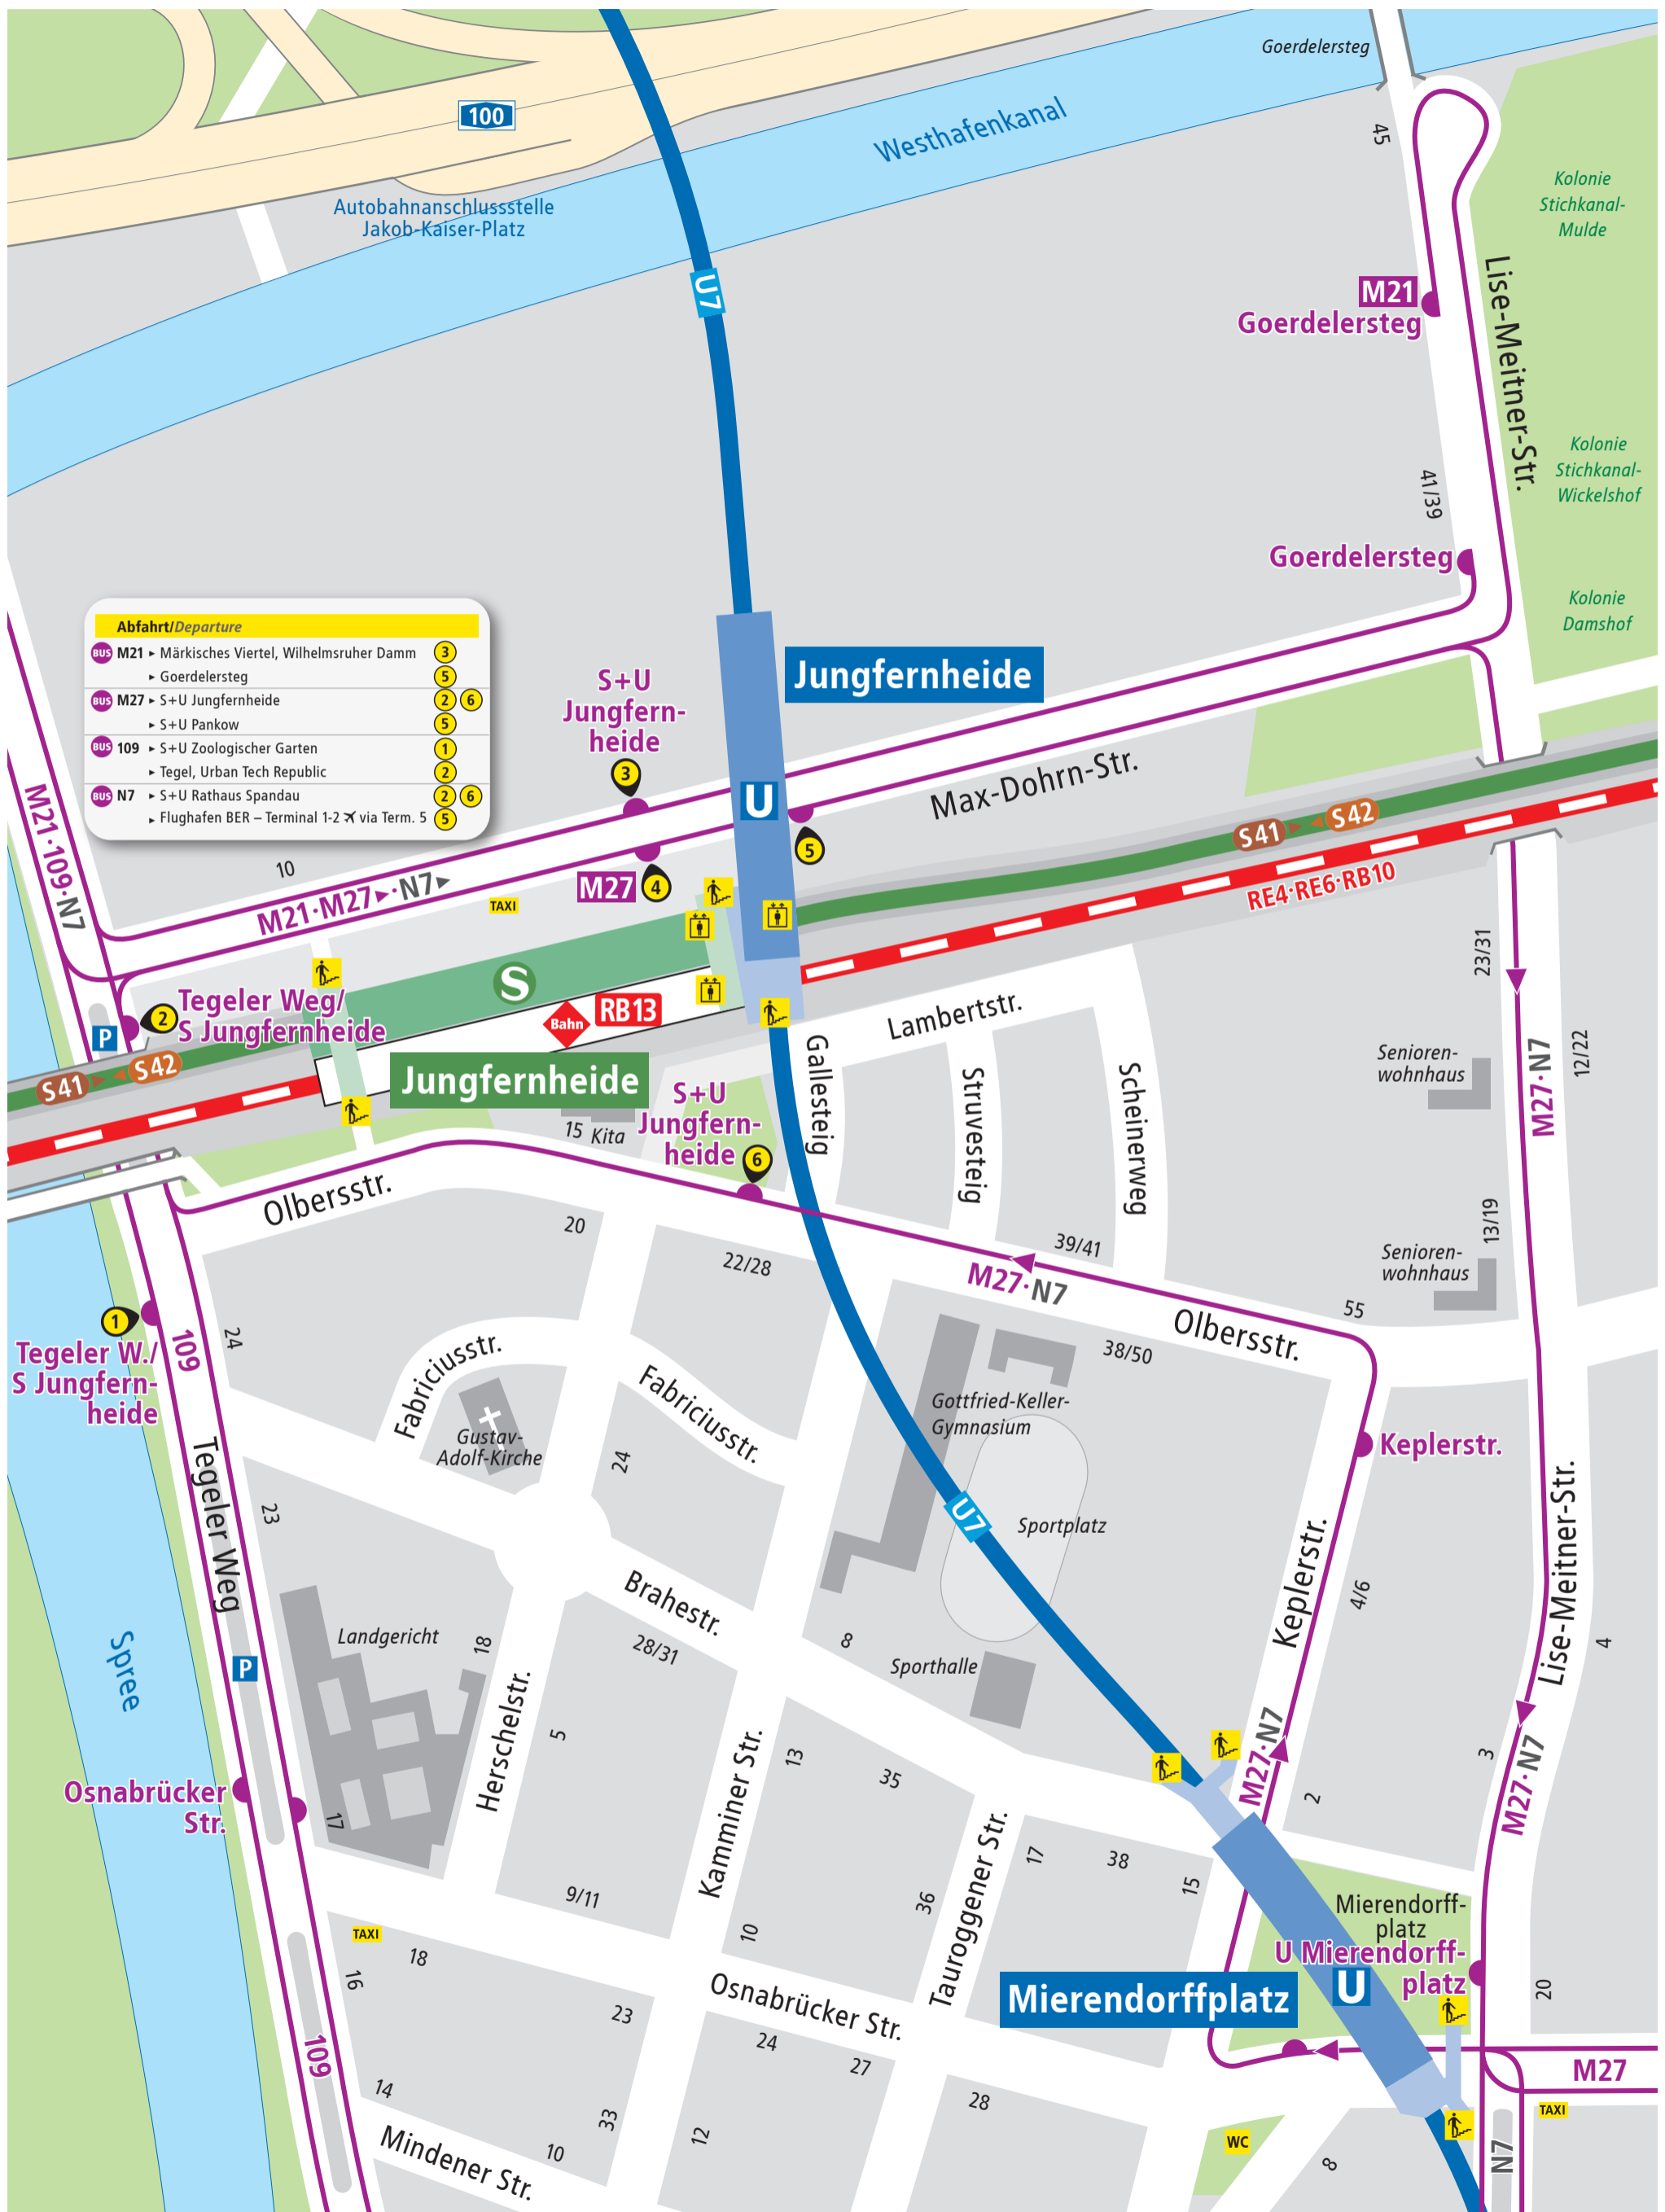 Goerdelersteg
100
Westhafenkanal
45
Autobahnanschlussstelle
Jakob-Kaiser-Platz
Kolonie
Stichkanal-
Mulde
U7
M21
Goerdelersteg
Lise-Meitner-Str.
Kolonie
Stichkanal-
Wickelshof
41/39
Goerdelersteg
Kolonie
Damshof
Abfahrt/Departure
BUS M21 ▸ Märkisches Viertel, Wilhelmsruher Damm 3
▸ Goerdelersteg 5
BUS M27 ▸ S+U Jungfernheide 2 6
▸ S+U Pankow 5
BUS 109 ▸ S+U Zoologischer Garten 1
▸ Tegel, Urban Tech Republic 2
BUS N7 ▸ S+U Rathaus Spandau 2 6
▸ Flughafen BER – Terminal 1-2 ✈ via Term. 5 5
Jungfernheide
S+U
Jungfern-
heide
3
U
Max-Dohrn-Str.
S41 S42
5
M21·109·N7
10
M27 4
RE4·RE6·RB10
M21·M27▸·N7▸
TAXI
23/31
S
Bahn RB13
Tegeler Weg/
S Jungfernheide
2
P
Lambertstr.
S41 S42
Jungfernheide
Gallesteig
Struvesteig
Scheinerweg
Senioren-
wohnhaus
M27·N7
12/22
S+U
Jungfern-
heide
6
15 Kita
Olbersstr.
20
22/28
39/41
M27·N7
13/19
Senioren-
wohnhaus
55
1
Tegeler W./
S Jungfern-
heide
109
24
Fabriciusstr.
Fabriciusstr.
Olbersstr.
38/50
Gottfried-Keller-
Gymnasium
Gustav-
Adolf-Kirche
24
Keplerstr.
Tegeler Weg
23
U7
Sportplatz
Keplerstr.
Lise-Meitner-Str.
Brahestr.
4/6
Spree
Landgericht
18
28/31
8
Sporthalle
4
P
Herschelstr.
5
Kamminer Str.
13
35
M27·N7
2
3
M27·N7
Osnabrücker
Str.
17
Tauroggener Str.
17
38
15
9/11
10
36
Mierendorff-
platz
U Mierendorff-
platz
TAXI
18
16
Osnabrücker Str.
Mierendorffplatz
U
20
23
24
27
109
M27
14
28
TAXI
33
12
WC
N7
Mindener Str.
10
8